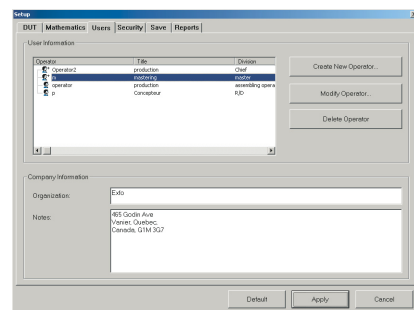 Setup
DUT Mathematics Users Security Save Reports
User Information
Operator Title Division
Operator2 production Chief
m mastering master
operator production assembling opera
p Concepteur R/D
Create New Operator...
Modify Operator...
Delete Operator
Company Information
Organization: Exfo
Notes: 465 Godin Ave
Vanier, Quebec,
Canada, G1M 3G7
Default Apply Cancel